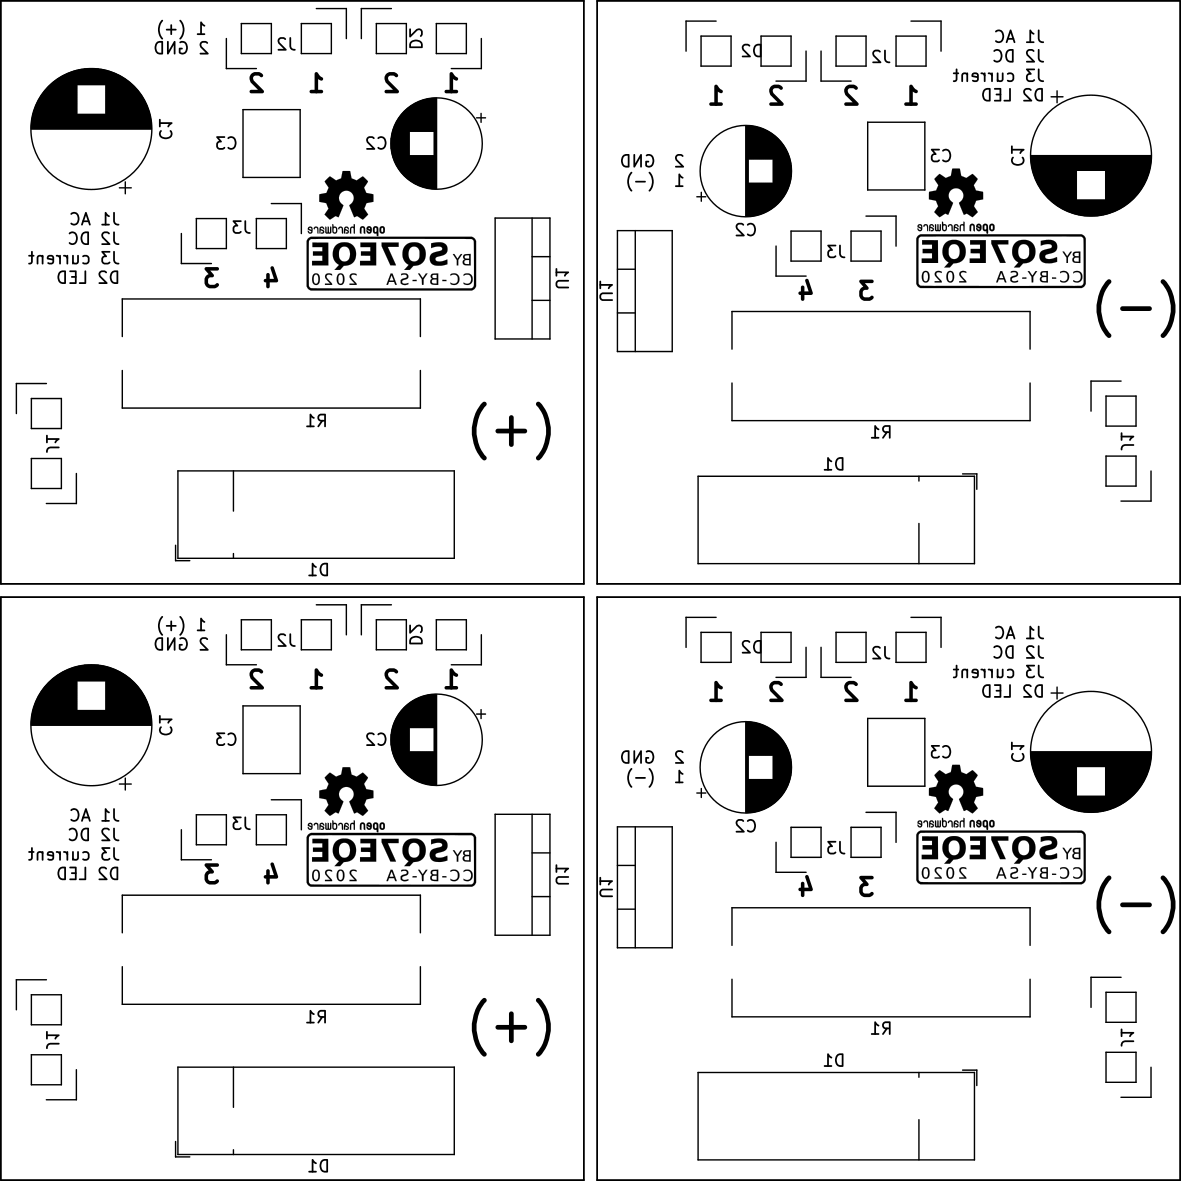 1 (+)
2 GND
J2
D2
2
1
2
1
C1
C3
C2
+
+
J1 AC
J2 DC
J3 current
D2 LED
J3
3
4
open hardware
BY SQ7EQE
CC-BY-SA 2020
U1
R1
(+)
J1
D1
D2
J2
1
2
2
1
J1 AC
J2 DC
J3 current
D2 LED
+
2 GND
1 (-)
+
C2
C3
C1
open hardware
BY SQ7EQE
CC-BY-SA 2020
J3
4
3
U1
(-)
R1
J1
D1
1 (+)
2 GND
J2
D2
2
1
2
1
C1
C3
C2
+
+
J1 AC
J2 DC
J3 current
D2 LED
J3
3
4
open hardware
BY SQ7EQE
CC-BY-SA 2020
U1
R1
(+)
J1
D1
D2
J2
1
2
2
1
J1 AC
J2 DC
J3 current
D2 LED
+
2 GND
1 (-)
+
C2
C3
C1
open hardware
BY SQ7EQE
CC-BY-SA 2020
J3
4
3
U1
(-)
R1
J1
D1